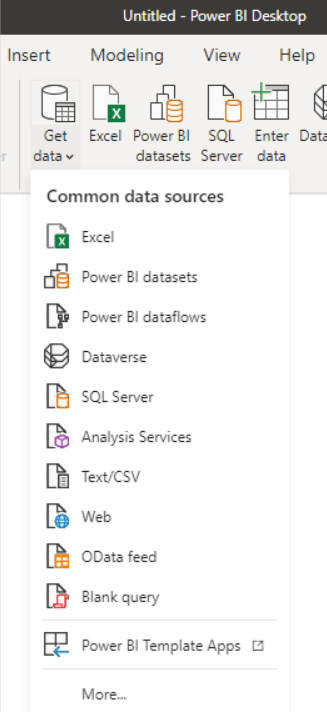 Untitled - Power BI Desktop
Insert Modeling View Help
Get data Excel Power BI datasets SQL Server Enter data
Common data sources
Excel
Power BI datasets
Power BI dataflows
Dataverse
SQL Server
Analysis Services
Text/CSV
Web
OData feed
Blank query
Power BI Template Apps
More...